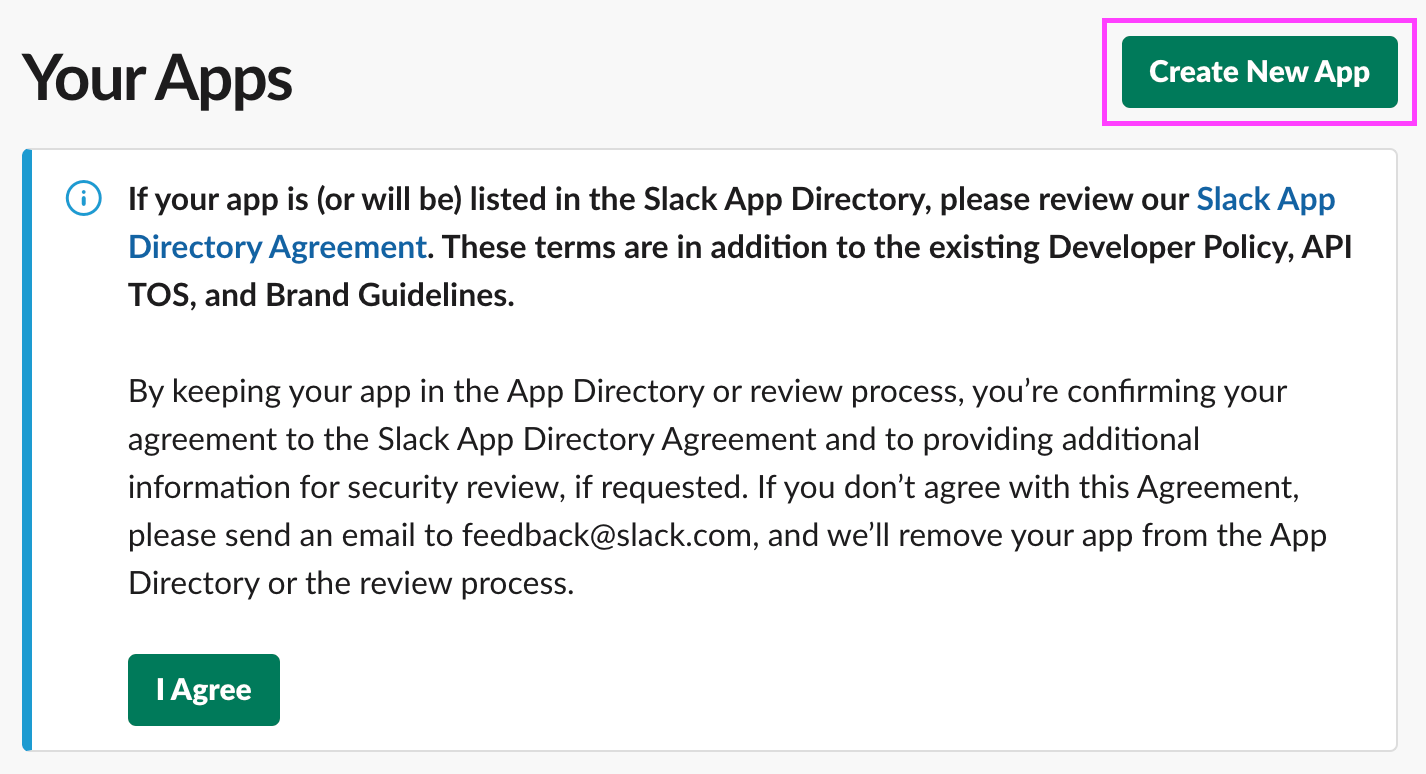 Your Apps
Create New App
If your app is (or will be) listed in the Slack App Directory, please review our Slack App
Directory Agreement. These terms are in addition to the existing Developer Policy, API
TOS, and Brand Guidelines.
By keeping your app in the App Directory or review process, you’re confirming your
agreement to the Slack App Directory Agreement and to providing additional
information for security review, if requested. If you don’t agree with this Agreement,
please send an email to feedback@slack.com, and we’ll remove your app from the App
Directory or the review process.
I Agree